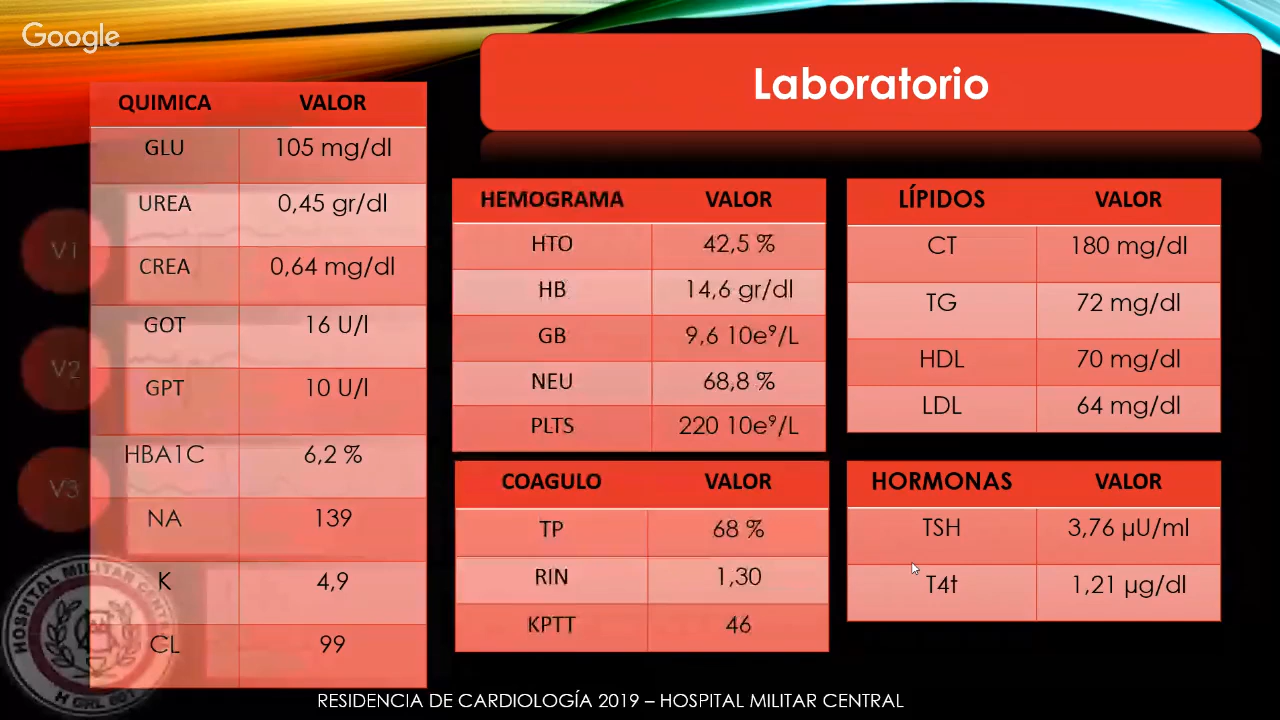 Google
Laboratorio
QUIMICA VALOR
GLU 105 mg/dl
UREA 0,45 gr/dl
CREA 0,64 mg/dl
GOT 16 U/l
GPT 10 U/l
HBA1C 6,2 %
NA 139
K 4,9
CL 99
V1
V2
V3
HEMOGRAMA VALOR
HTO 42,5 %
HB 14,6 gr/dl
GB 9,6 10e⁹/L
NEU 68,8 %
PLTS 220 10e⁹/L
COAGULO VALOR
TP 68 %
RIN 1,30
KPTT 46
LÍPIDOS VALOR
CT 180 mg/dl
TG 72 mg/dl
HDL 70 mg/dl
LDL 64 mg/dl
HORMONAS VALOR
TSH 3,76 µU/ml
T4t 1,21 µg/dl
HOSPITAL MILITAR
RESIDENCIA DE CARDIOLOGÍA 2019 – HOSPITAL MILITAR CENTRAL